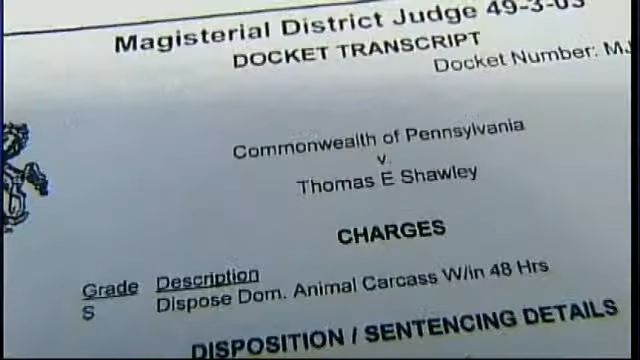 Magisterial District Judge 49-3-03
DOCKET TRANSCRIPT
Docket Number: MJ
Commonwealth of Pennsylvania
v.
Thomas E Shawley
CHARGES
Grade Description
S Dispose Dom. Animal Carcass W/in 48 Hrs
DISPOSITION / SENTENCING DETAILS